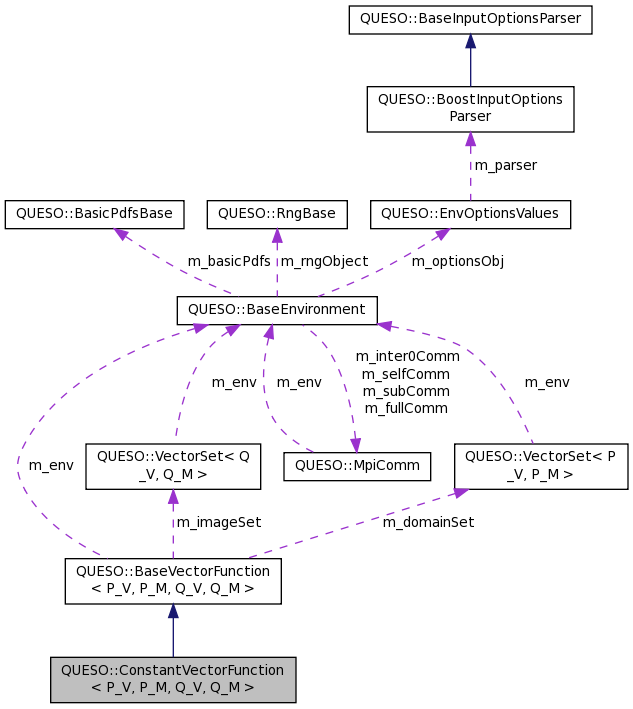 QUESO::BaseInputOptionsParser
QUESO::BoostInputOptions
Parser
m_parser
QUESO::BasicPdfsBase
QUESO::RngBase
QUESO::EnvOptionsValues
m_basicPdfs
m_rngObject
m_optionsObj
QUESO::BaseEnvironment
m_inter0Comm
m_selfComm
m_subComm
m_fullComm
m_env
m_env
m_env
QUESO::VectorSet< Q
_V, Q_M >
QUESO::MpiComm
QUESO::VectorSet< P
_V, P_M >
m_env
m_imageSet
m_domainSet
QUESO::BaseVectorFunction
< P_V, P_M, Q_V, Q_M >
QUESO::ConstantVectorFunction
< P_V, P_M, Q_V, Q_M >